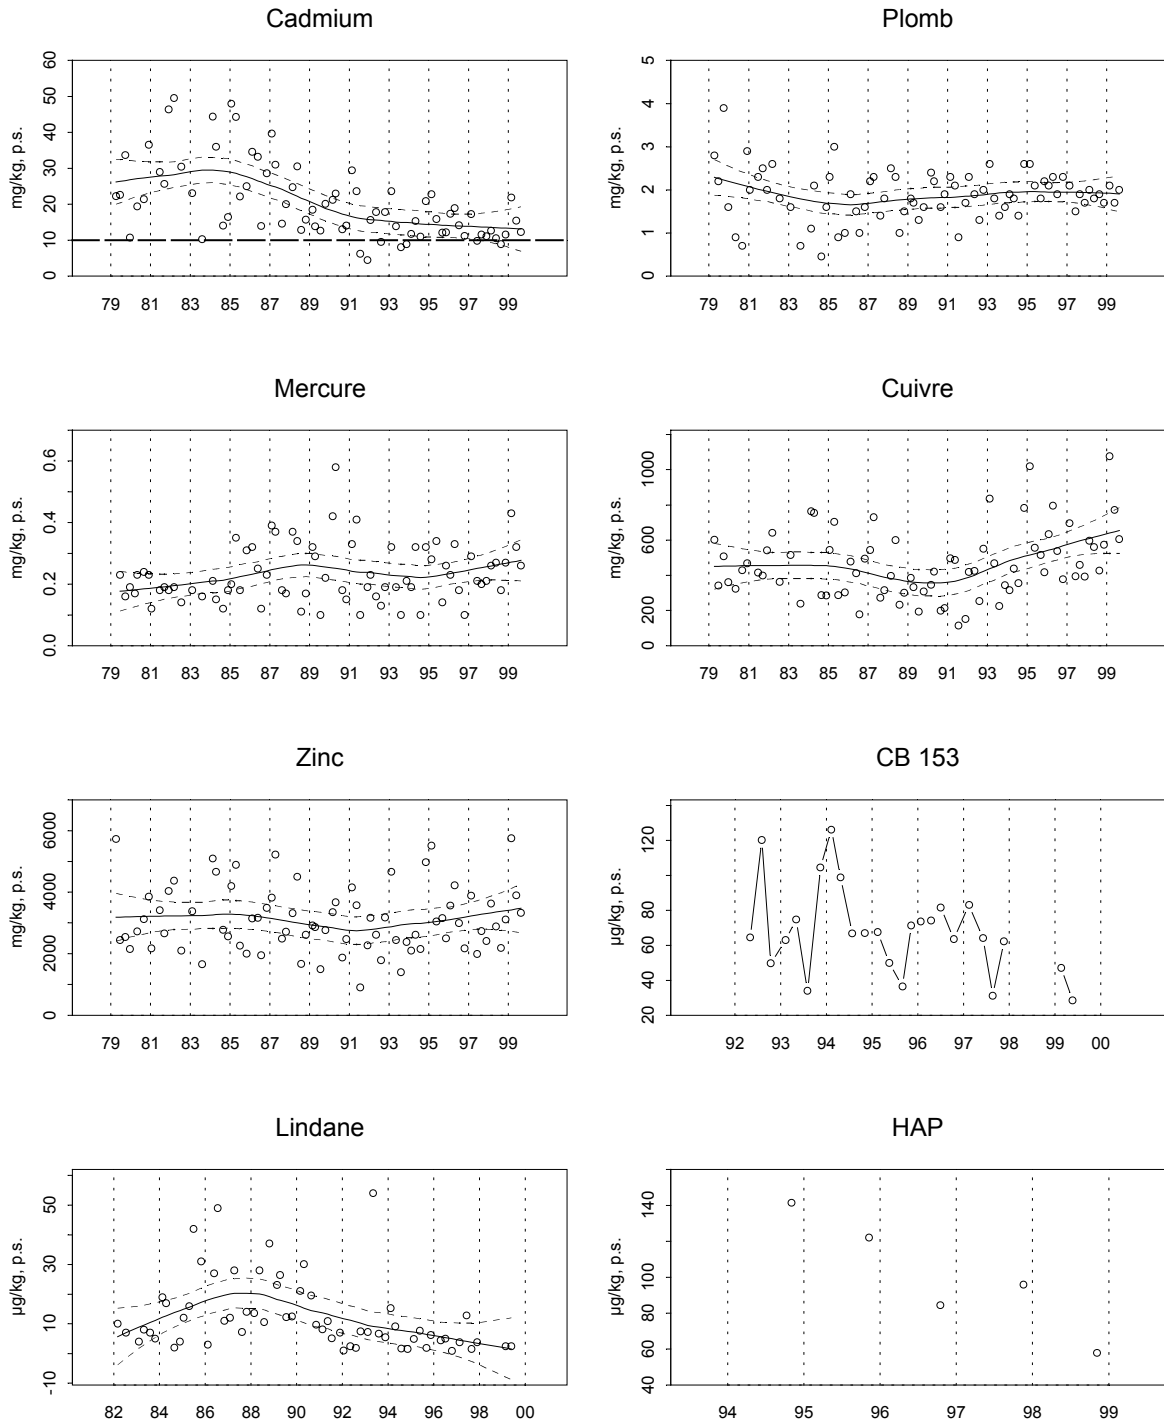 Cadmium
mg/kg, p.s.
0 10 20 30 40 50 60
79 81 83 85 87 89 91 93 95 97 99
Plomb
mg/kg, p.s.
0 1 2 3 4 5
79 81 83 85 87 89 91 93 95 97 99
Mercure
mg/kg, p.s.
0.0 0.2 0.4 0.6
79 81 83 85 87 89 91 93 95 97 99
Cuivre
mg/kg, p.s.
0 200 400 600 1000
79 81 83 85 87 89 91 93 95 97 99
Zinc
mg/kg, p.s.
0 2000 4000 6000
79 81 83 85 87 89 91 93 95 97 99
CB 153
µg/kg, p.s.
20 40 60 80 120
92 93 94 95 96 97 98 99 00
Lindane
µg/kg, p.s.
-10 10 30 50
82 84 86 88 90 92 94 96 98 00
HAP
µg/kg, p.s.
40 60 80 100 140
94 95 96 97 98 99